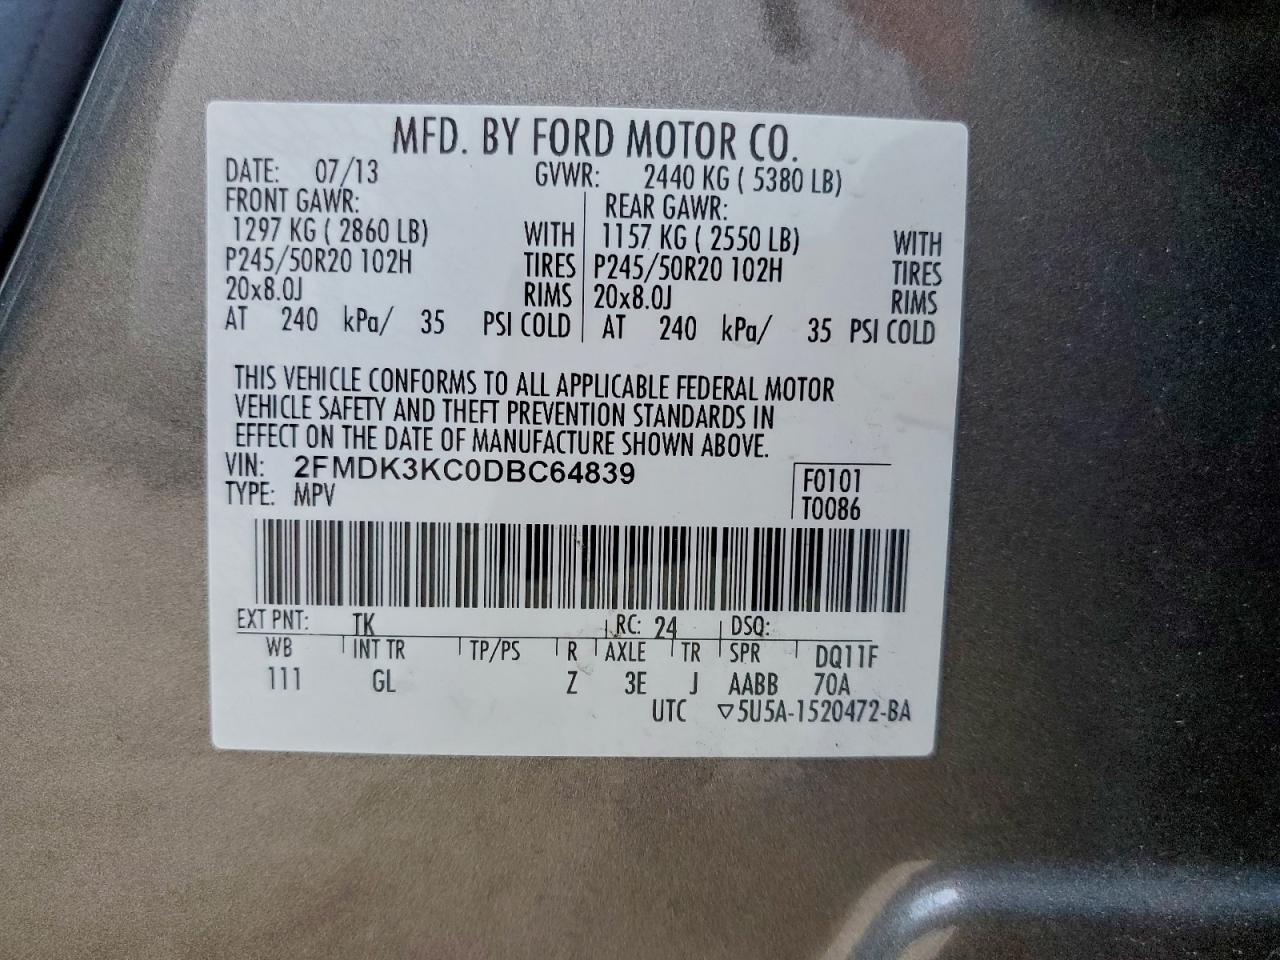 MFD. BY FORD MOTOR CO.
DATE: 07/13 GVWR: 2440 KG ( 5380 LB)
FRONT GAWR: REAR GAWR:
1297 KG ( 2860 LB) WITH 1157 KG ( 2550 LB) WITH
P245/50R20 102H TIRES P245/50R20 102H TIRES
20x8.0J RIMS 20x8.0J RIMS
AT 240 kPa/ 35 PSI COLD AT 240 kPa/ 35 PSI COLD
THIS VEHICLE CONFORMS TO ALL APPLICABLE FEDERAL MOTOR
VEHICLE SAFETY AND THEFT PREVENTION STANDARDS IN
EFFECT ON THE DATE OF MANUFACTURE SHOWN ABOVE.
VIN: 2FMDK3KC0DBC64839 F0101
TYPE: MPV T0086
EXT PNT: TK RC: 24 DSQ:
WB INT TR TP/PS R AXLE TR SPR DQ11F
111 GL Z 3E J AABB 70A
UTC ▽5U5A-1520472-BA